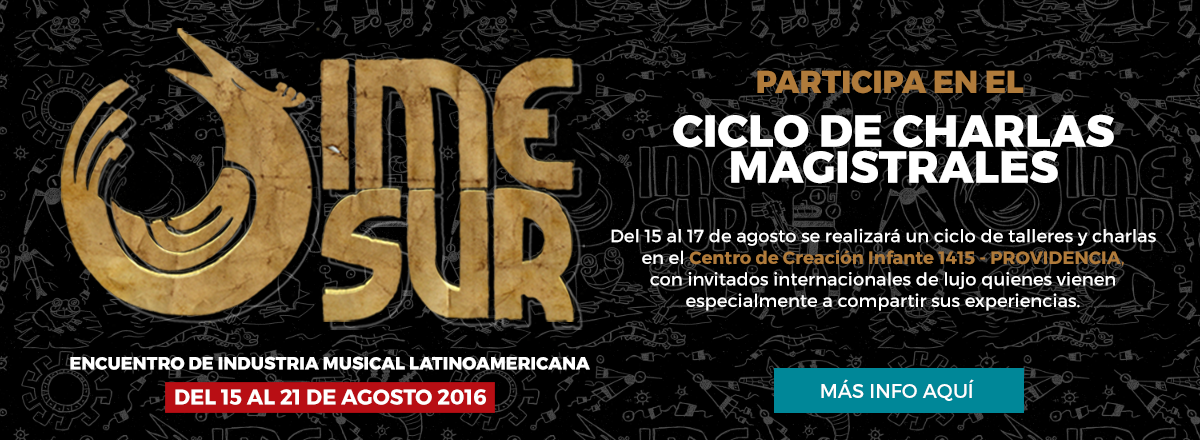 IME
SUR
ENCUENTRO DE INDUSTRIA MUSICAL LATINOAMERICANA
DEL 15 AL 21 DE AGOSTO 2016
PARTICIPA EN EL
CICLO DE CHARLAS
MAGISTRALES
Del 15 al 17 de agosto se realizará un ciclo de talleres y charlas
en el Centro de Creación Infante 1415 - PROVIDENCIA,
con invitados internacionales de lujo quienes vienen
especialmente a compartir sus experiencias.
MÁS INFO AQUÍ